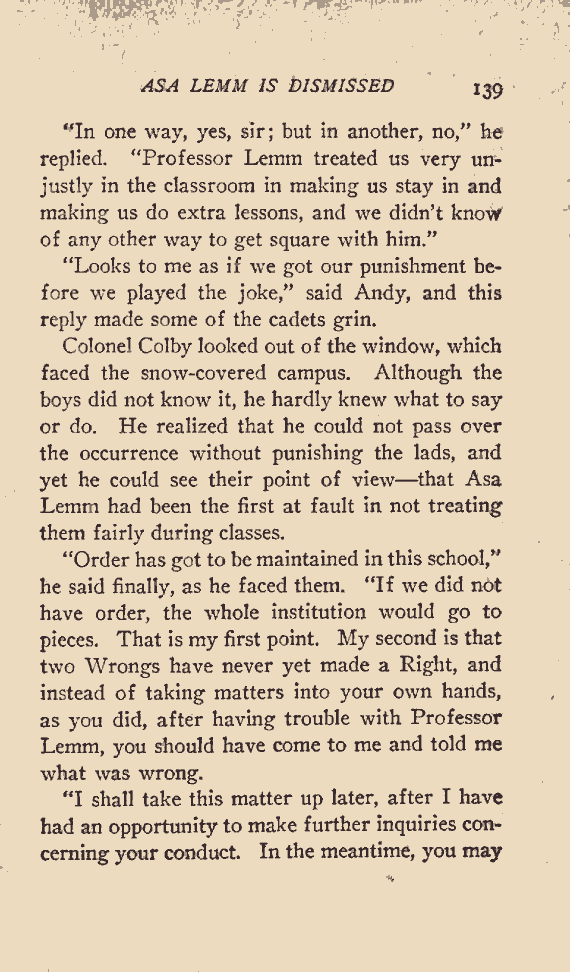 ASA LEMM IS DISMISSED 139
"In one way, yes, sir; but in another, no," he
replied. "Professor Lemm treated us very un-
justly in the classroom in making us stay in and
making us do extra lessons, and we didn't know
of any other way to get square with him."
"Looks to me as if we got our punishment be-
fore we played the joke," said Andy, and this
reply made some of the cadets grin.
Colonel Colby looked out of the window, which
faced the snow-covered campus. Although the
boys did not know it, he hardly knew what to say
or do. He realized that he could not pass over
the occurrence without punishing the lads, and
yet he could see their point of view—that Asa
Lemm had been the first at fault in not treating
them fairly during classes.
"Order has got to be maintained in this school,"
he said finally, as he faced them. "If we did not
have order, the whole institution would go to
pieces. That is my first point. My second is that
two Wrongs have never yet made a Right, and
instead of taking matters into your own hands,
as you did, after having trouble with Professor
Lemm, you should have come to me and told me
what was wrong.
"I shall take this matter up later, after I have
had an opportunity to make further inquiries con-
cerning your conduct. In the meantime, you may